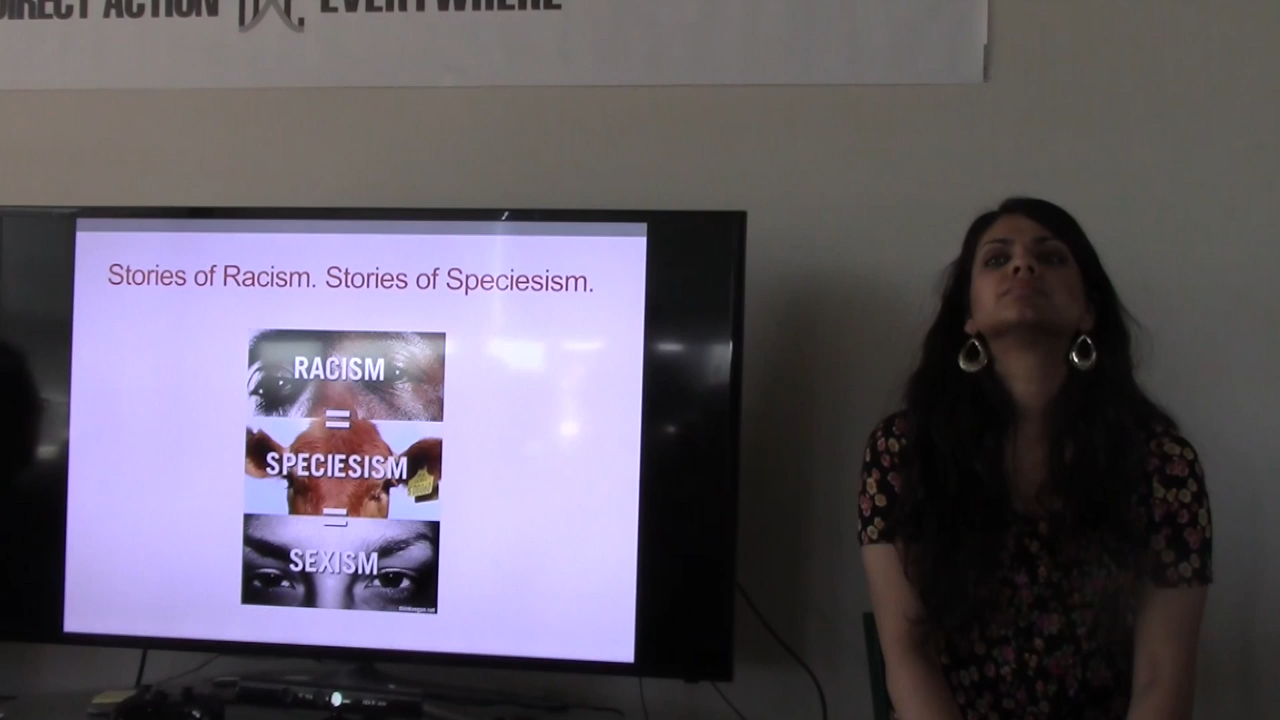 DIRECT ACTION EVERYWHERE
Stories of Racism. Stories of Speciesism.
RACISM
=
SPECIESISM
=
SEXISM